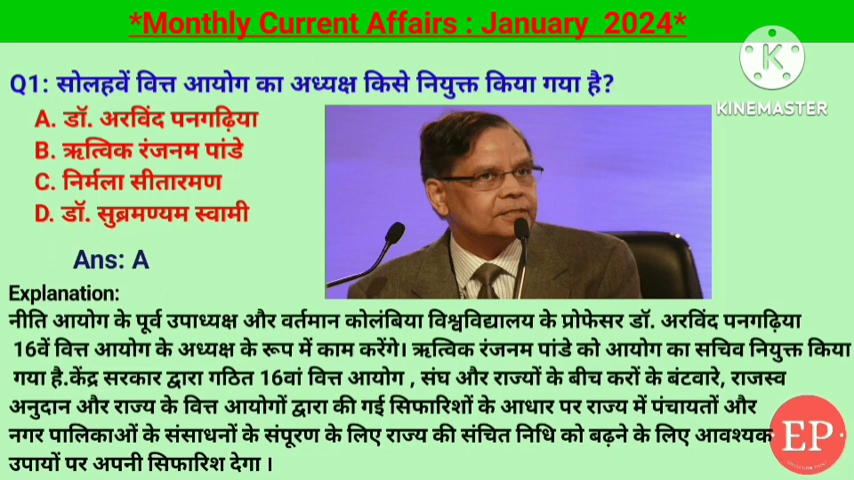 *Monthly Current Affairs : January 2024*
Q1: सोलहवें वित्त आयोग का अध्यक्ष किसे नियुक्त किया गया है?
A. डॉ. अरविंद पनगढ़िया
B. ऋत्विक रंजनम पांडे
C. निर्मला सीतारमण
D. डॉ. सुब्रमण्यम स्वामी
K
KINEMASTER
Ans: A
Explanation:
नीति आयोग के पूर्व उपाध्यक्ष और वर्तमान कोलंबिया विश्वविद्यालय के प्रोफेसर डॉ. अरविंद पनगढ़िया
16वें वित्त आयोग के अध्यक्ष के रूप में काम करेंगे। ऋत्विक रंजनम पांडे को आयोग का सचिव नियुक्त किया
गया है.केंद्र सरकार द्वारा गठित 16वां वित्त आयोग , संघ और राज्यों के बीच करों के बंटवारे, राजस्व
अनुदान और राज्य के वित्त आयोगों द्वारा की गई सिफारिशों के आधार पर राज्य में पंचायतों और
नगर पालिकाओं के संसाधनों के संपूरण के लिए राज्य की संचित निधि को बढ़ने के लिए आवश्यक
उपायों पर अपनी सिफारिश देगा ।
EP